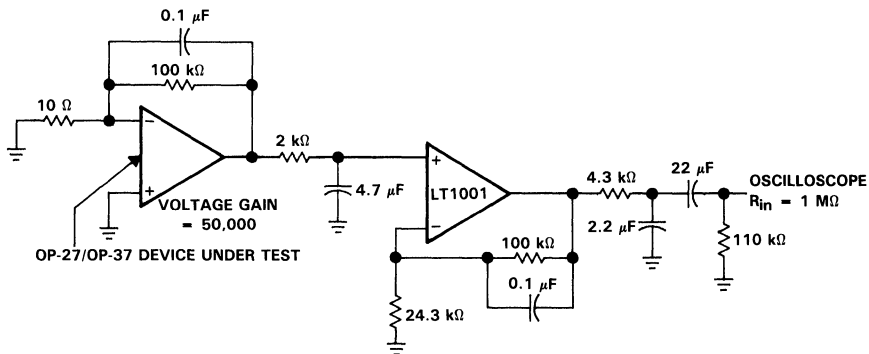 0.1 µF
100 kΩ
10 Ω
−
+
VOLTAGE GAIN
= 50,000
OP-27/OP-37 DEVICE UNDER TEST
2 kΩ
4.7 µF
+
LT1001
−
100 kΩ
0.1 µF
24.3 kΩ
4.3 kΩ
2.2 µF
22 µF
110 kΩ
OSCILLOSCOPE
Rin = 1 MΩ